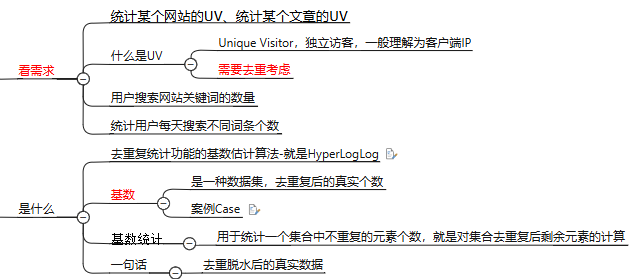 统计某个网站的UV、统计某个文章的UV
看需求
什么是UV
Unique Visitor，独立访客，一般理解为客户端IP
需要去重考虑
用户搜索网站关键词的数量
统计用户每天搜索不同词条个数
是什么
去重复统计功能的基数估计算法-就是HyperLogLog
基数
是一种数据集，去重复后的真实个数
案例Case
基数统计
用于统计一个集合中不重复的元素个数，就是对集合去重复后剩余元素的计算
一句话
去重脱水后的真实数据